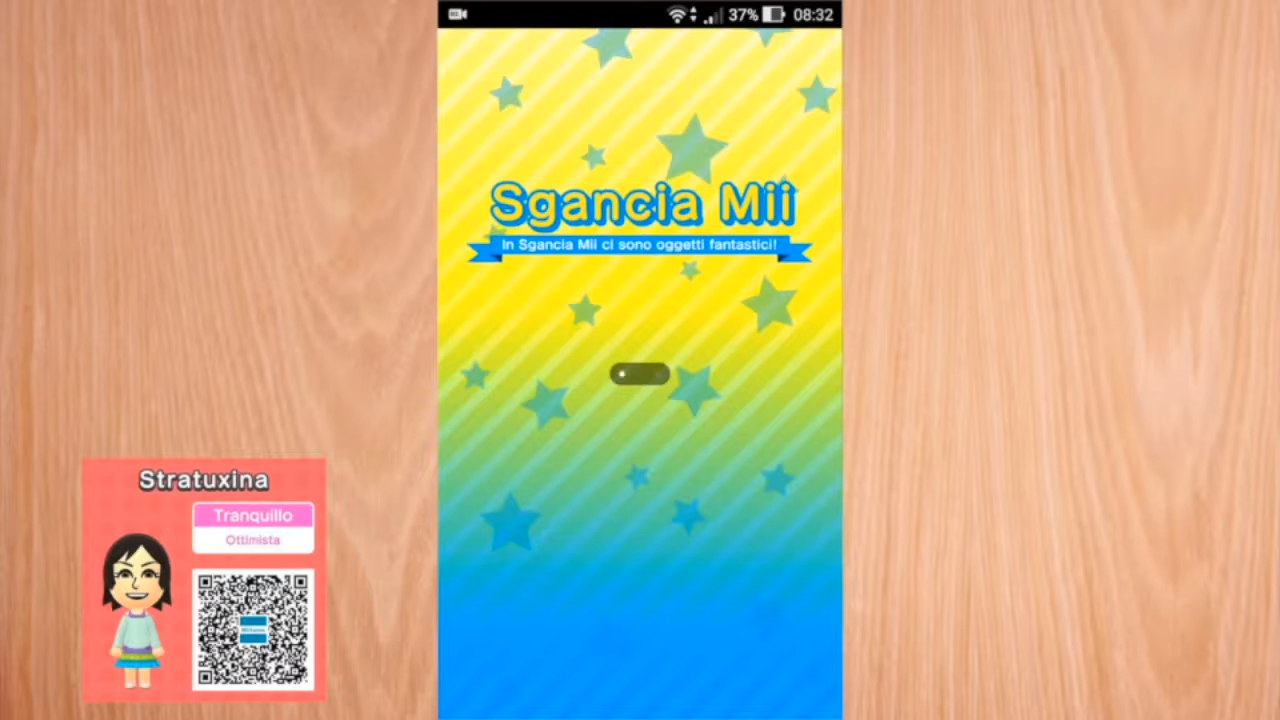 37% 08:32
Sgancia Mii
In Sgancia Mii ci sono oggetti fantastici!
Stratuxina
Tranquillo
Ottimista